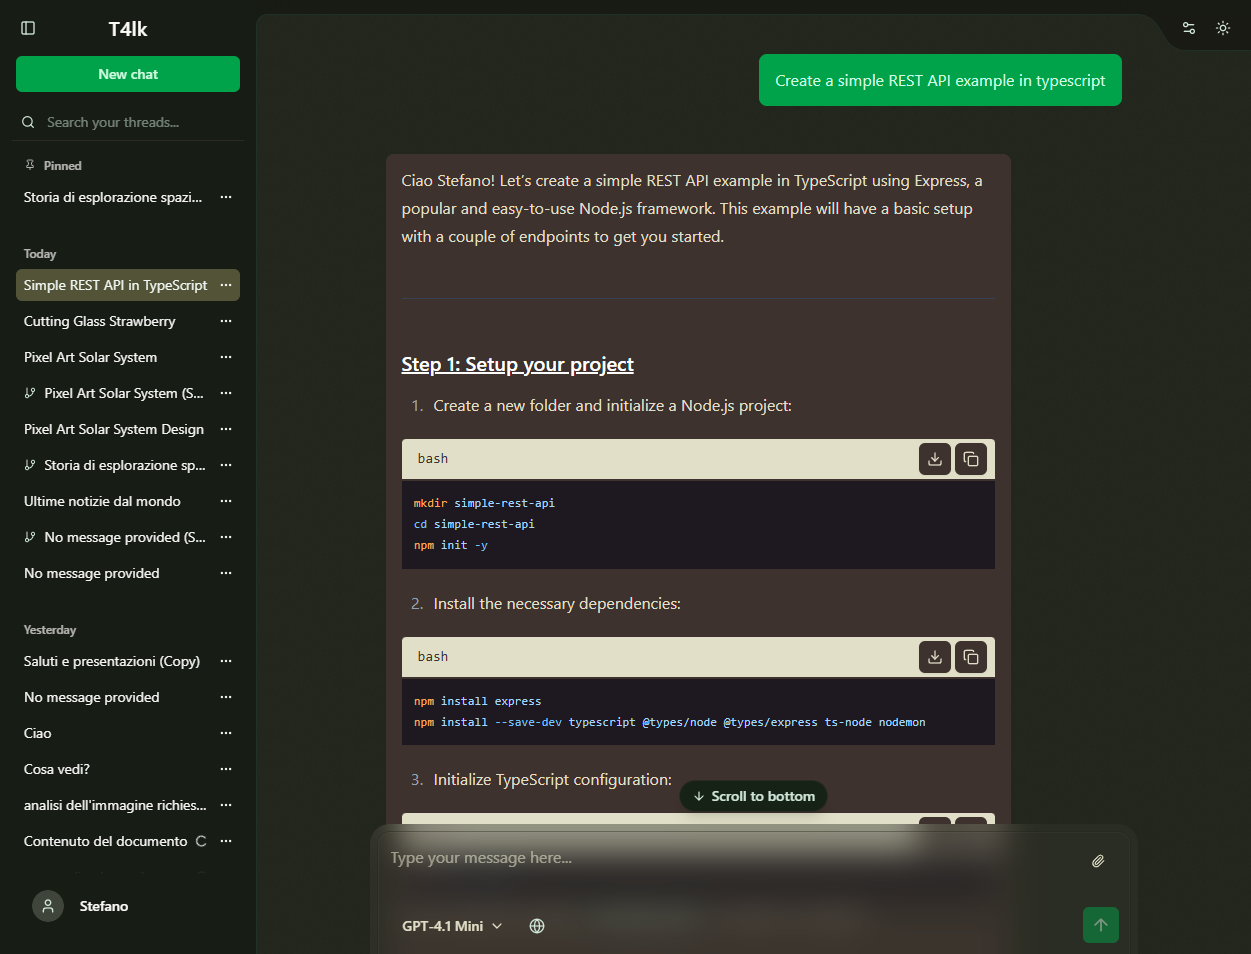 T4lk
New chat
Search your threads...
Pinned
Storia di esplorazione spazi...
Today
Simple REST API in TypeScript
Cutting Glass Strawberry
Pixel Art Solar System
Pixel Art Solar System (S...
Pixel Art Solar System Design
Storia di esplorazione sp...
Ultime notizie dal mondo
No message provided (S...
No message provided
Yesterday
Saluti e presentazioni (Copy)
No message provided
Ciao
Cosa vedi?
analisi dell'immagine richies...
Contenuto del documento
Stefano
Create a simple REST API example in typescript
Ciao Stefano! Let's create a simple REST API example in TypeScript using Express, a
popular and easy-to-use Node.js framework. This example will have a basic setup
with a couple of endpoints to get you started.
Step 1: Setup your project
1. Create a new folder and initialize a Node.js project:
bash
mkdir simple-rest-api
cd simple-rest-api
npm init -y
2. Install the necessary dependencies:
bash
npm install express
npm install --save-dev typescript @types/node @types/express ts-node nodemon
3. Initialize TypeScript configuration:
Scroll to bottom
Type your message here...
GPT-4.1 Mini